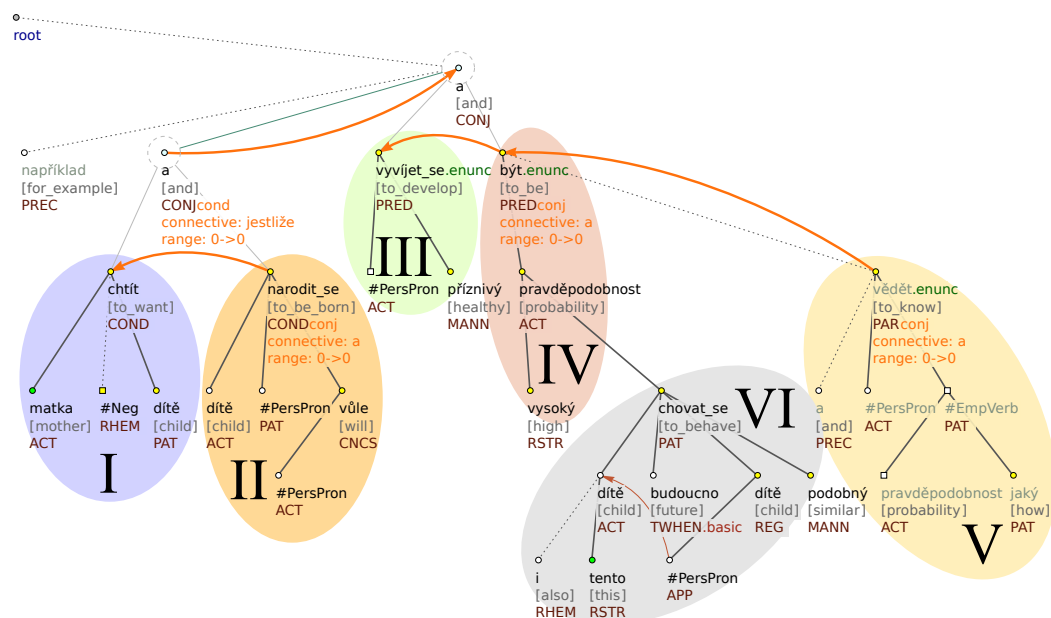 root
a
[and]
CONJ
například
[for_example]
PREC
a
[and]
CONJcond
connective: jestliže
range: 0->0
vyvíjet_se.enunc
[to_develop]
PRED
být.enunc
[to_be]
PREDconj
connective: a
range: 0->0
III
#PersPron
ACT
příznivý
[healthy]
MANN
pravděpodobnost
[probability]
ACT
IV
chtít
[to_want]
COND
narodit_se
[to_be_born]
CONDconj
connective: a
range: 0->0
vědět.enunc
[to_know]
PARconj
connective: a
range: 0->0
matka
[mother]
ACT
#Neg
RHEM
dítě
[child]
PAT
I
dítě
[child]
ACT
#PersPron
PAT
vůle
[will]
CNCS
II
#PersPron
ACT
vysoký
[high]
RSTR
chovat_se
[to_behave]
PAT
VI
a
[and]
PREC
#PersPron
ACT
#EmpVerb
PAT
dítě
[child]
ACT
budoucno
[future]
TWHEN.basic
dítě
[child]
REG
podobný
[similar]
MANN
pravděpodobnost
[probability]
ACT
jaký
[how]
PAT
V
i
[also]
RHEM
tento
[this]
RSTR
#PersPron
APP